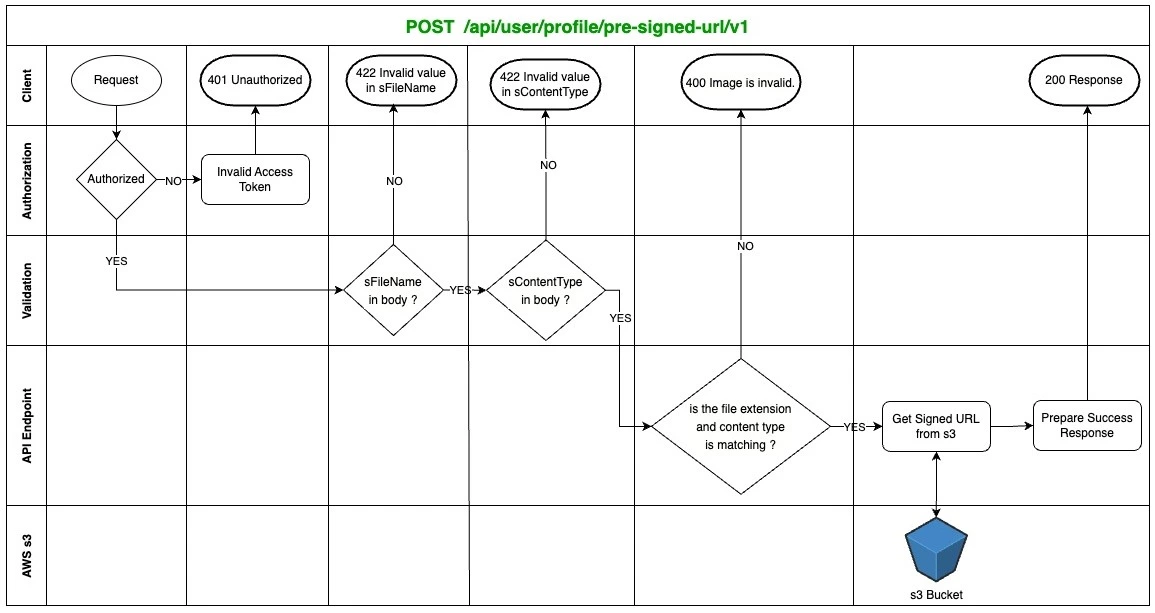 POST /api/user/profile/pre-signed-url/v1
Client
Request
401 Unauthorized
422 Invalid value
in sFileName
422 Invalid value
in sContentType
400 Image is invalid.
200 Response
Authorization
Authorized
NO
Invalid Access
Token
NO
NO
NO
Validation
YES
sFileName
in body ?
YES
sContentType
in body ?
YES
API Endpoint
is the file extension
and content type
is matching ?
YES
Get Signed URL
from s3
Prepare Success
Response
AWS s3
s3 Bucket